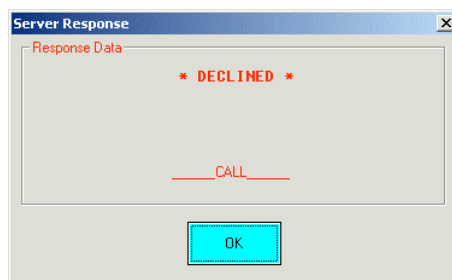 Server Response
Response Data
* DECLINED *
_____CALL_____
OK